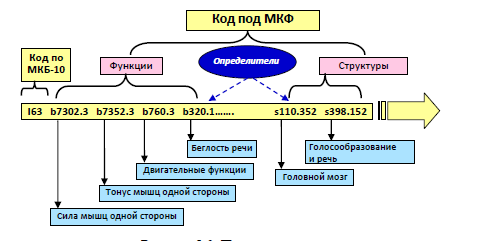 Код под МКФ
Код по
МКБ-10
Функции
Определители
Структуры
I63 b7302.3 b7352.3 b760.3 b320.1....... s110.352 s398.152
Беглость речи
Голосообразование
и речь
Двигательные функции
Головной мозг
Тонус мышц одной стороны
Сила мышц одной стороны